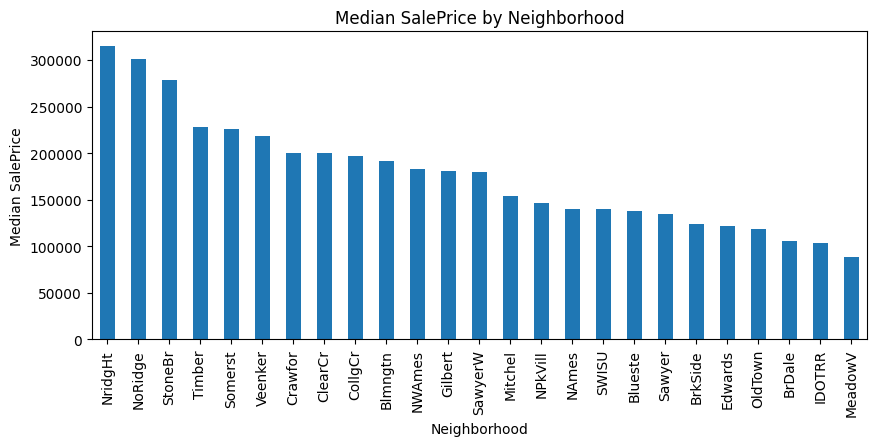 Median SalePrice by Neighborhood
Median SalePrice
300000
250000
200000
150000
100000
50000
0
NridgHt
NoRidge
StoneBr
Timber
Somerst
Veenker
Crawfor
ClearCr
CollgCr
Blmngtn
NWAmes
Gilbert
SawyerW
Mitchel
NPkVill
NAmes
SWISU
Blueste
Sawyer
BrkSide
Edwards
OldTown
BrDale
IDOTRR
MeadowV
Neighborhood